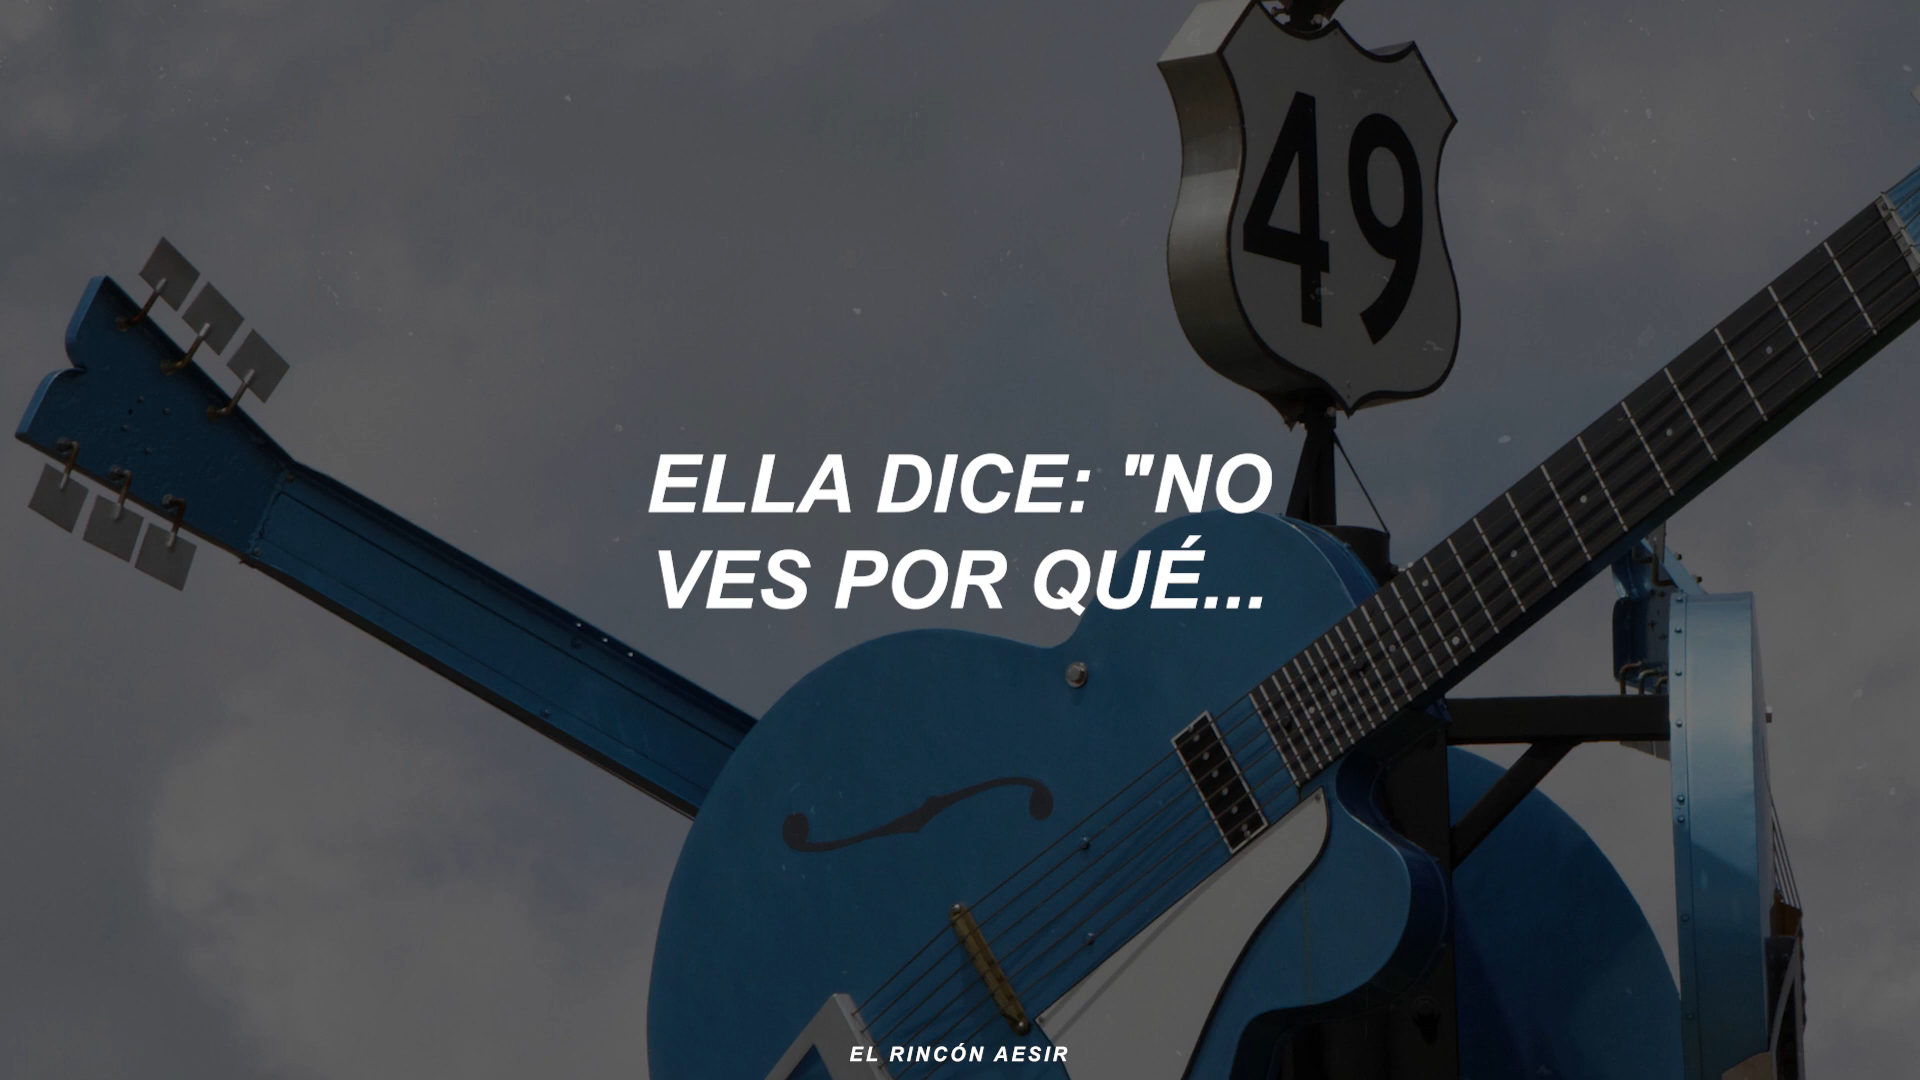 49
ELLA DICE: "NO
VES POR QUÉ...
EL RINCÓN AESIR